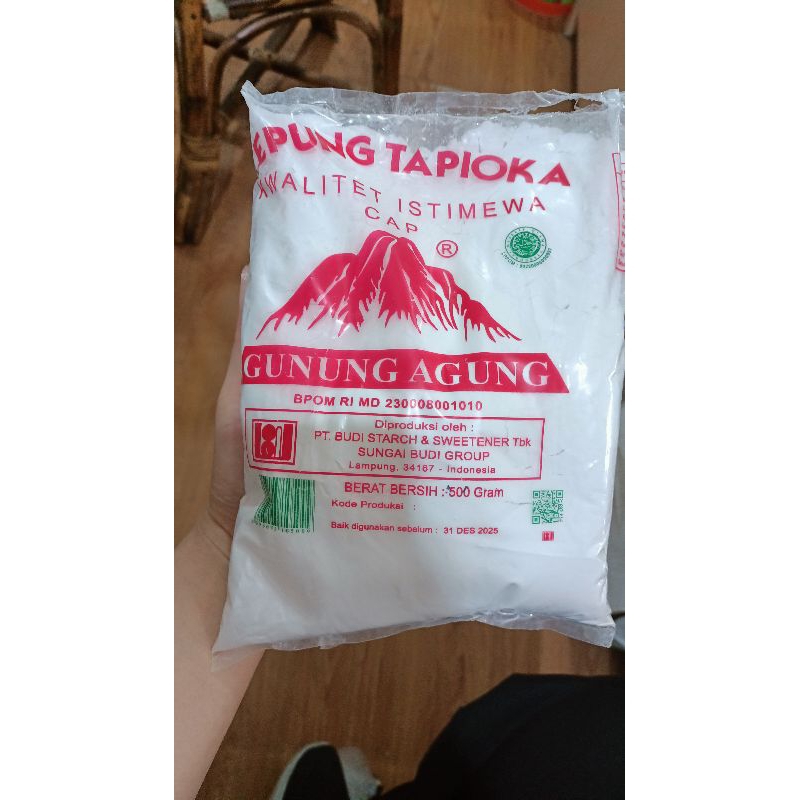 EPUNG TAPIOKA
KWALITET ISTIMEWA
CAP
®
GUNUNG AGUNG
BPOM RI MD 230008001010
Diproduksi oleh :
PT. BUDI STARCH & SWEETENER Tbk
SUNGAI BUDI GROUP
Lampung, 34167 - Indonesia
BERAT BERSIH : 500 Gram
Kode Produksi :
Baik digunakan sebelum : 31 DES 2025